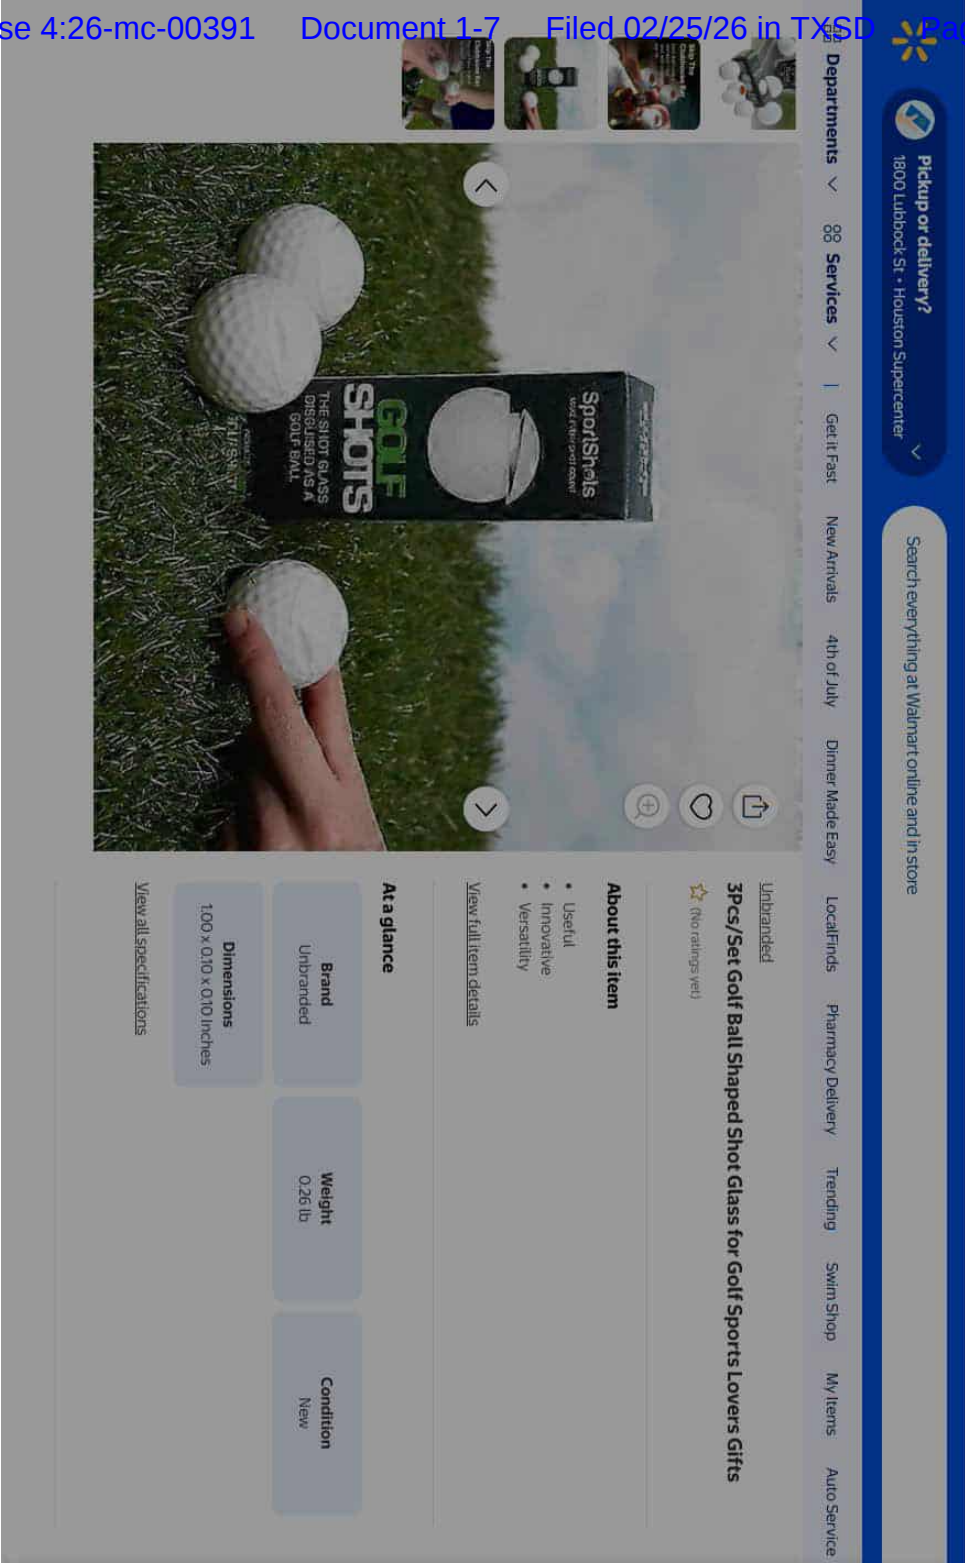 se 4:26-mc-00391 Document 1-7 Filed 02/25/26 in TXSD Pag
Pickup or delivery?
1800 Lubbock St • Houston Supercenter
Search everything at Walmart online and in store
Departments
Services
Get it Fast
New Arrivals
4th of July
Dinner Made Easy
LocalFinds
Pharmacy Delivery
Trending
Swim Shop
My Items
Auto Service
Skip The
Skip The
SportShots
GOLF
SHOTS
THE SHOT GLASS
DISGUISED AS A
GOLF BALL
Unbranded
3Pcs/Set Golf Ball Shaped Shot Glass for Golf Sports Lovers Gifts
(No ratings yet)
About this item
• Useful
• Innovative
• Versatility
View full item details
At a glance
Brand
Unbranded
Weight
0.26 lb
Condition
New
Dimensions
1.00 x 0.10 x 0.10 Inches
View all specifications